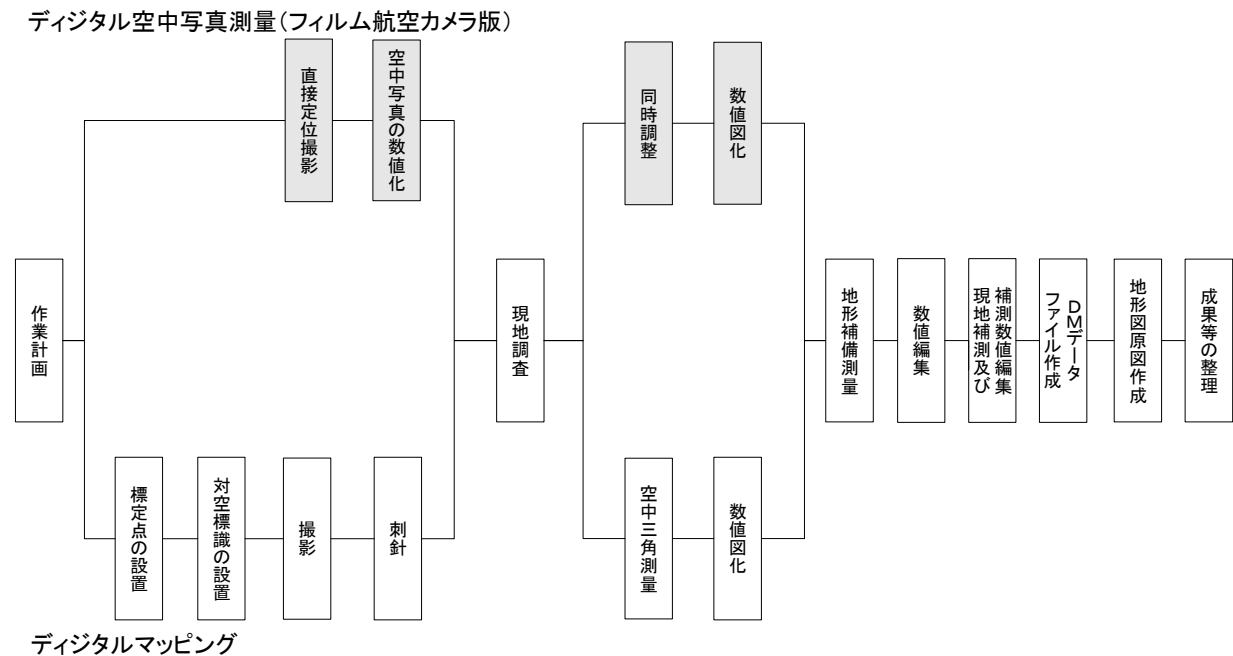 ディジタル空中写真測量（フィルム航空カメラ版）
直接定位撮影
空中写真の数値化
同時調整
数値図化
作業計画
現地調査
地形補備測量
数値編集
現地補測及び
補測数値編集
DMデータ
ファイル作成
地形図原図作成
成果等の整理
標定点の設置
対空標識の設置
撮影
刺針
空中三角測量
数値図化
ディジタルマッピング